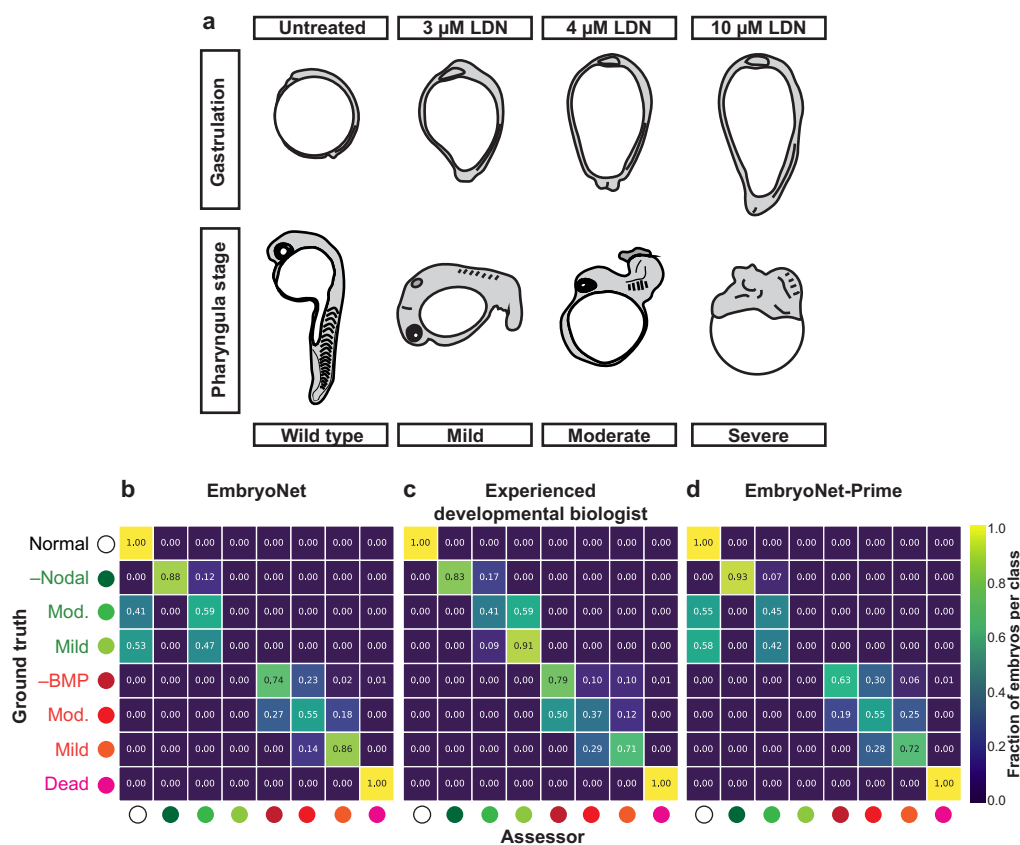 a
Untreated
3 µM LDN
4 µM LDN
10 µM LDN
Gastrulation
Pharyngula stage
Wild type
Mild
Moderate
Severe
b
EmbryoNet
c
Experienced
developmental biologist
d
EmbryoNet-Prime
Ground truth
Normal
–Nodal
Mod.
Mild
–BMP
Mod.
Mild
Dead
1.00 0.00 0.00 0.00 0.00 0.00 0.00 0.00
0.00 0.88 0.12 0.00 0.00 0.00 0.00 0.00
0.41 0.00 0.59 0.00 0.00 0.00 0.00 0.00
0.53 0.00 0.47 0.00 0.00 0.00 0.00 0.00
0.00 0.00 0.00 0.00 0.74 0.23 0.02 0.01
0.00 0.00 0.00 0.00 0.27 0.55 0.18 0.00
0.00 0.00 0.00 0.00 0.00 0.14 0.86 0.00
0.00 0.00 0.00 0.00 0.00 0.00 0.00 1.00
1.00 0.00 0.00 0.00 0.00 0.00 0.00 0.00
0.00 0.83 0.17 0.00 0.00 0.00 0.00 0.00
0.00 0.00 0.41 0.59 0.00 0.00 0.00 0.00
0.00 0.00 0.09 0.91 0.00 0.00 0.00 0.00
0.00 0.00 0.00 0.00 0.79 0.10 0.10 0.01
0.00 0.00 0.00 0.00 0.50 0.37 0.12 0.00
0.00 0.00 0.00 0.00 0.00 0.29 0.71 0.00
0.00 0.00 0.00 0.00 0.00 0.00 0.00 1.00
1.00 0.00 0.00 0.00 0.00 0.00 0.00 0.00
0.00 0.93 0.07 0.00 0.00 0.00 0.00 0.00
0.55 0.00 0.45 0.00 0.00 0.00 0.00 0.00
0.58 0.00 0.42 0.00 0.00 0.00 0.00 0.00
0.00 0.00 0.00 0.00 0.63 0.30 0.06 0.01
0.00 0.00 0.00 0.00 0.19 0.55 0.25 0.00
0.00 0.00 0.00 0.00 0.00 0.28 0.72 0.00
0.00 0.00 0.00 0.00 0.00 0.00 0.00 1,00
1.0
0.8
0.6
0.4
0.2
0.0
Fraction of embryos per class
Assessor